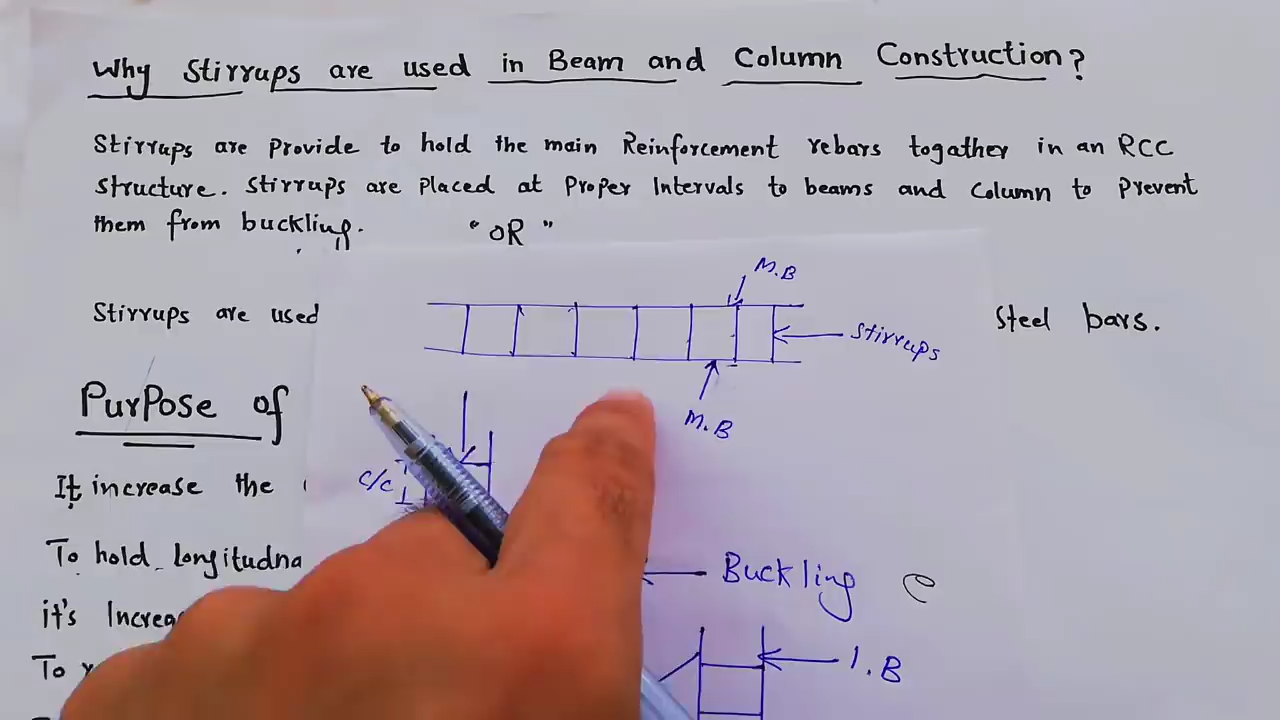 Why Stirrups are used in Beam and Column Construction?
Stirrups are Provide to hold the main Reinforcement rebars togather in an RCC
Structure. Stirrups are Placed at Proper Intervals to beams and Column to Prevent
them from buckling. "OR"
M.B
Stirrups are used
Steel bars.
Stirrups
Purpose of
M.B
c/c
It increase the
To hold longitudna
Buckling
it's Increa
To
1.B